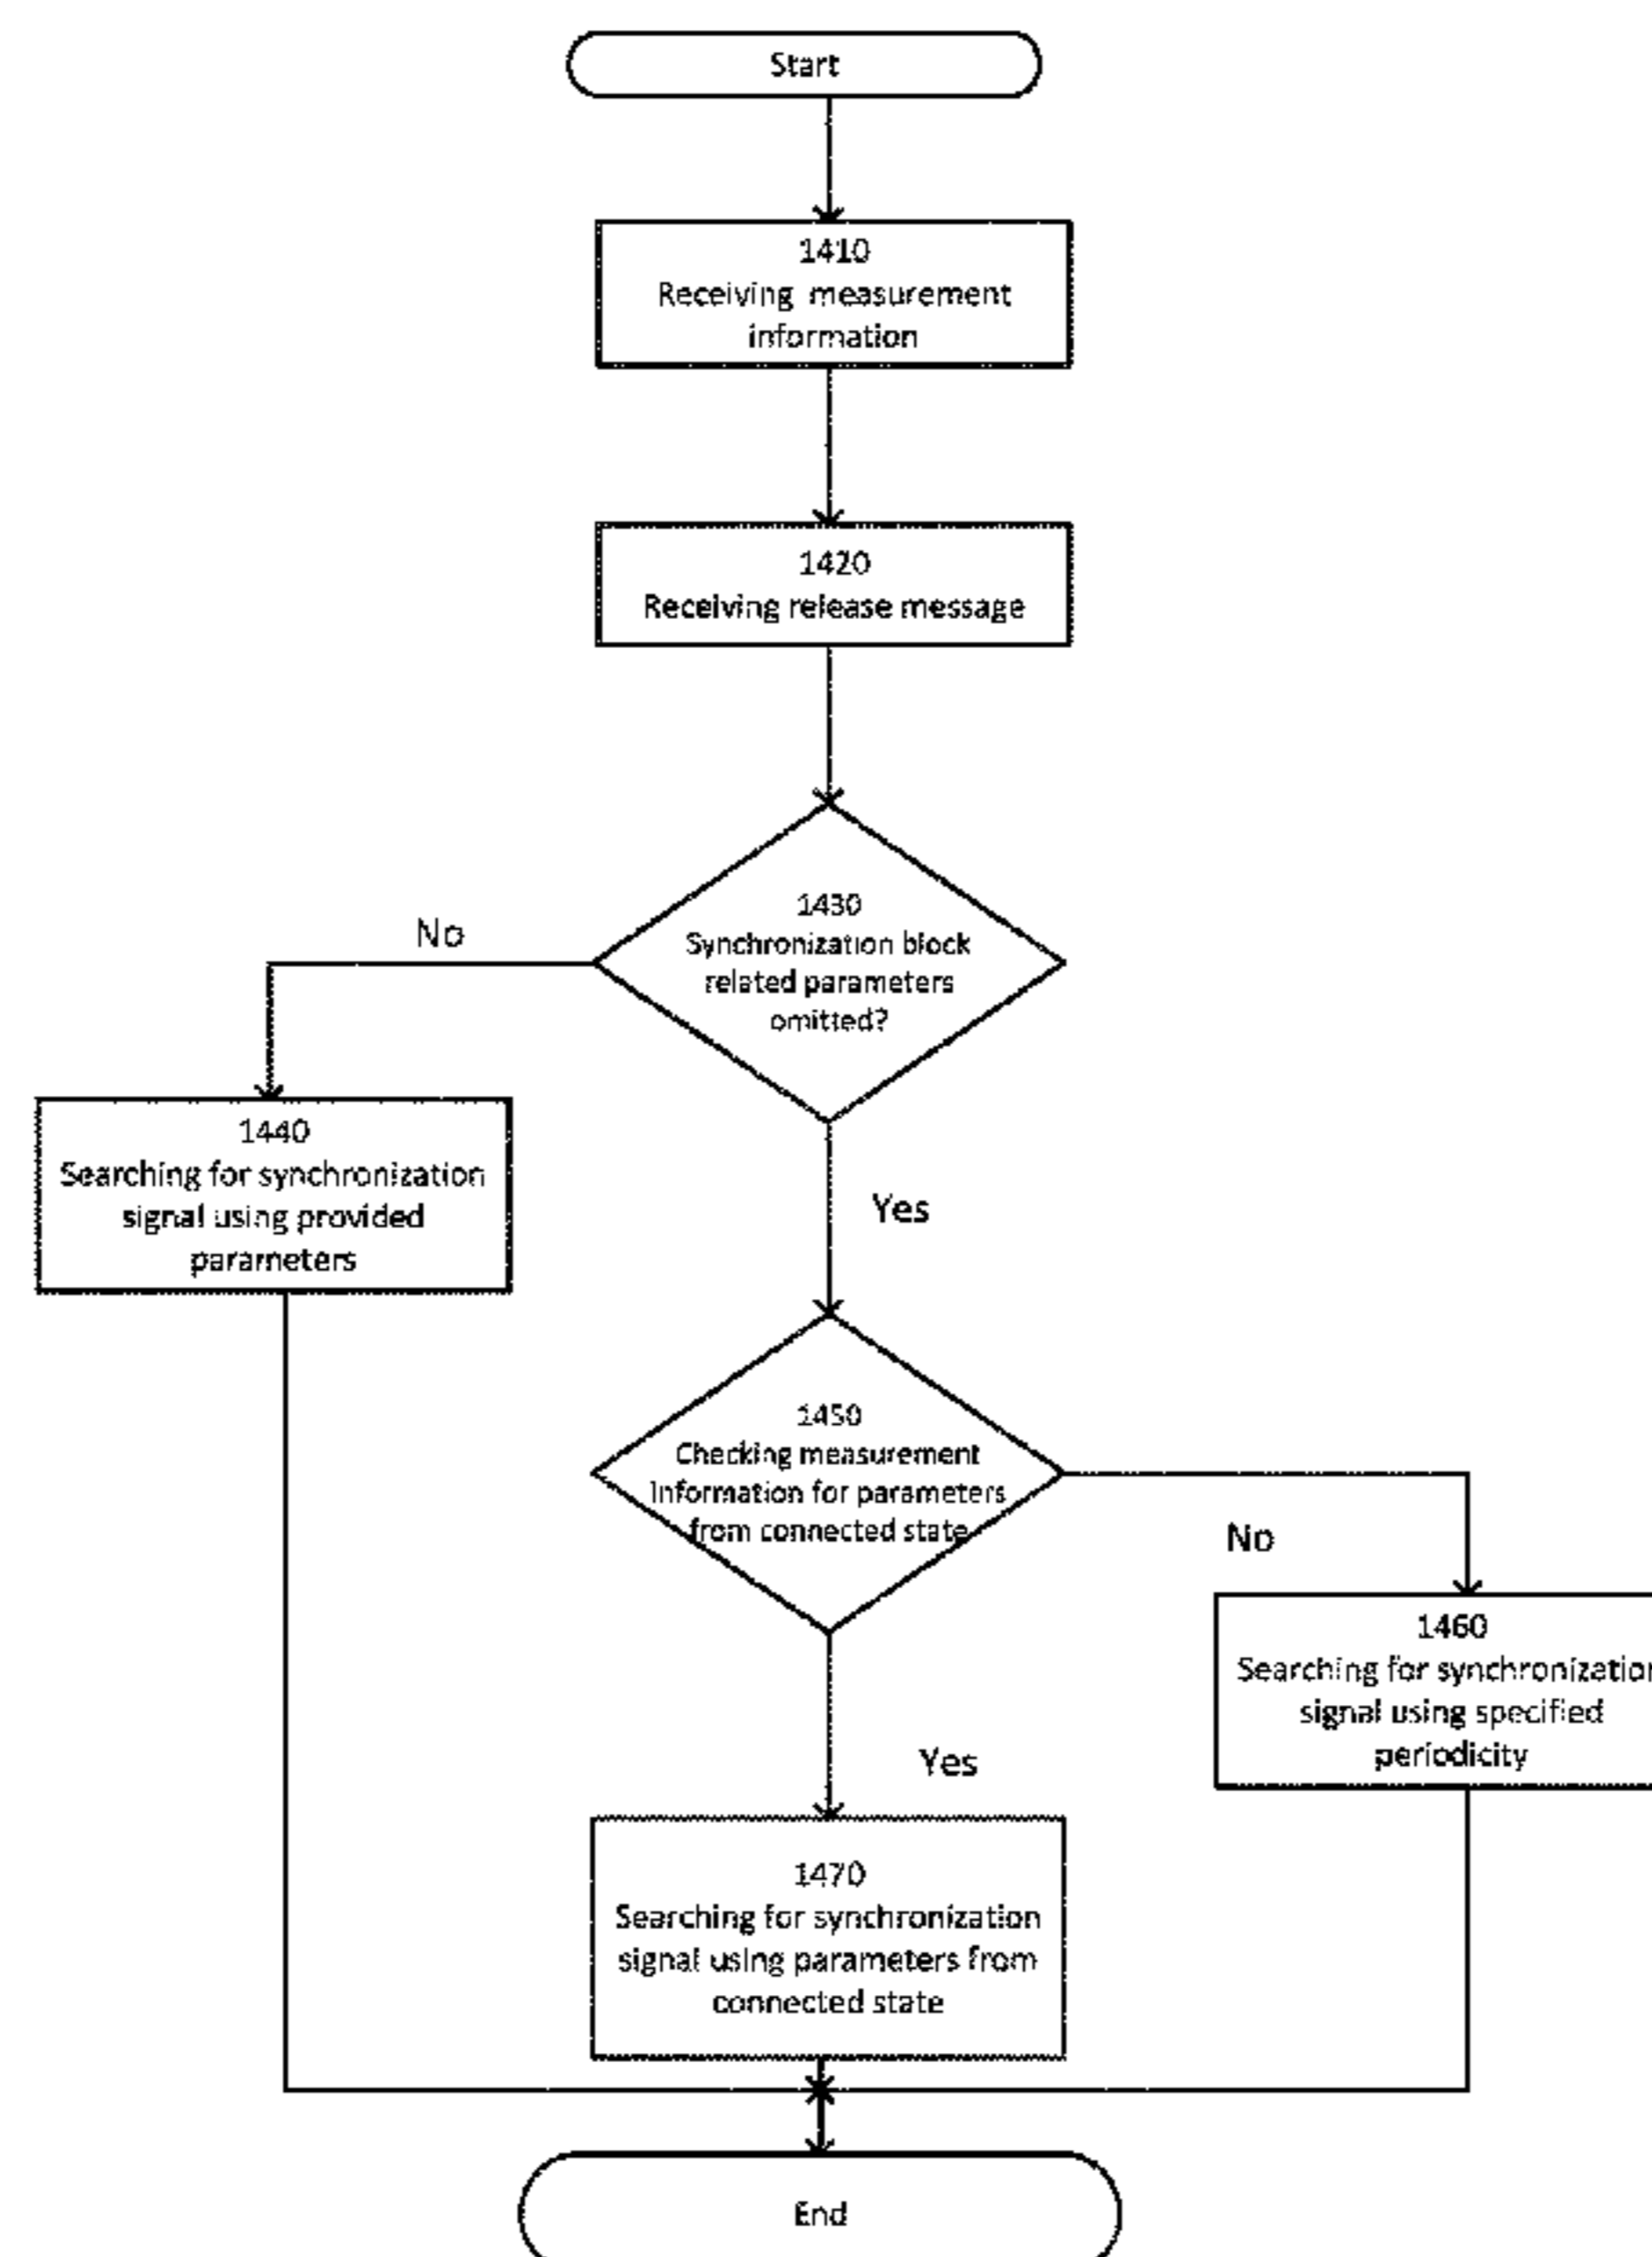 Start
1410
Receiving measurement
information
1420
Receiving release message
1430
Synchronization block
related parameters
omitted?
No
1440
Searching for synchronization
signal using provided
parameters
Yes
1450
Checking measurement
information for parameters
from connected state
No
1460
Searching for synchronization
signal using specified
periodicity
Yes
1470
Searching for synchronization
signal using parameters from
connected state
End